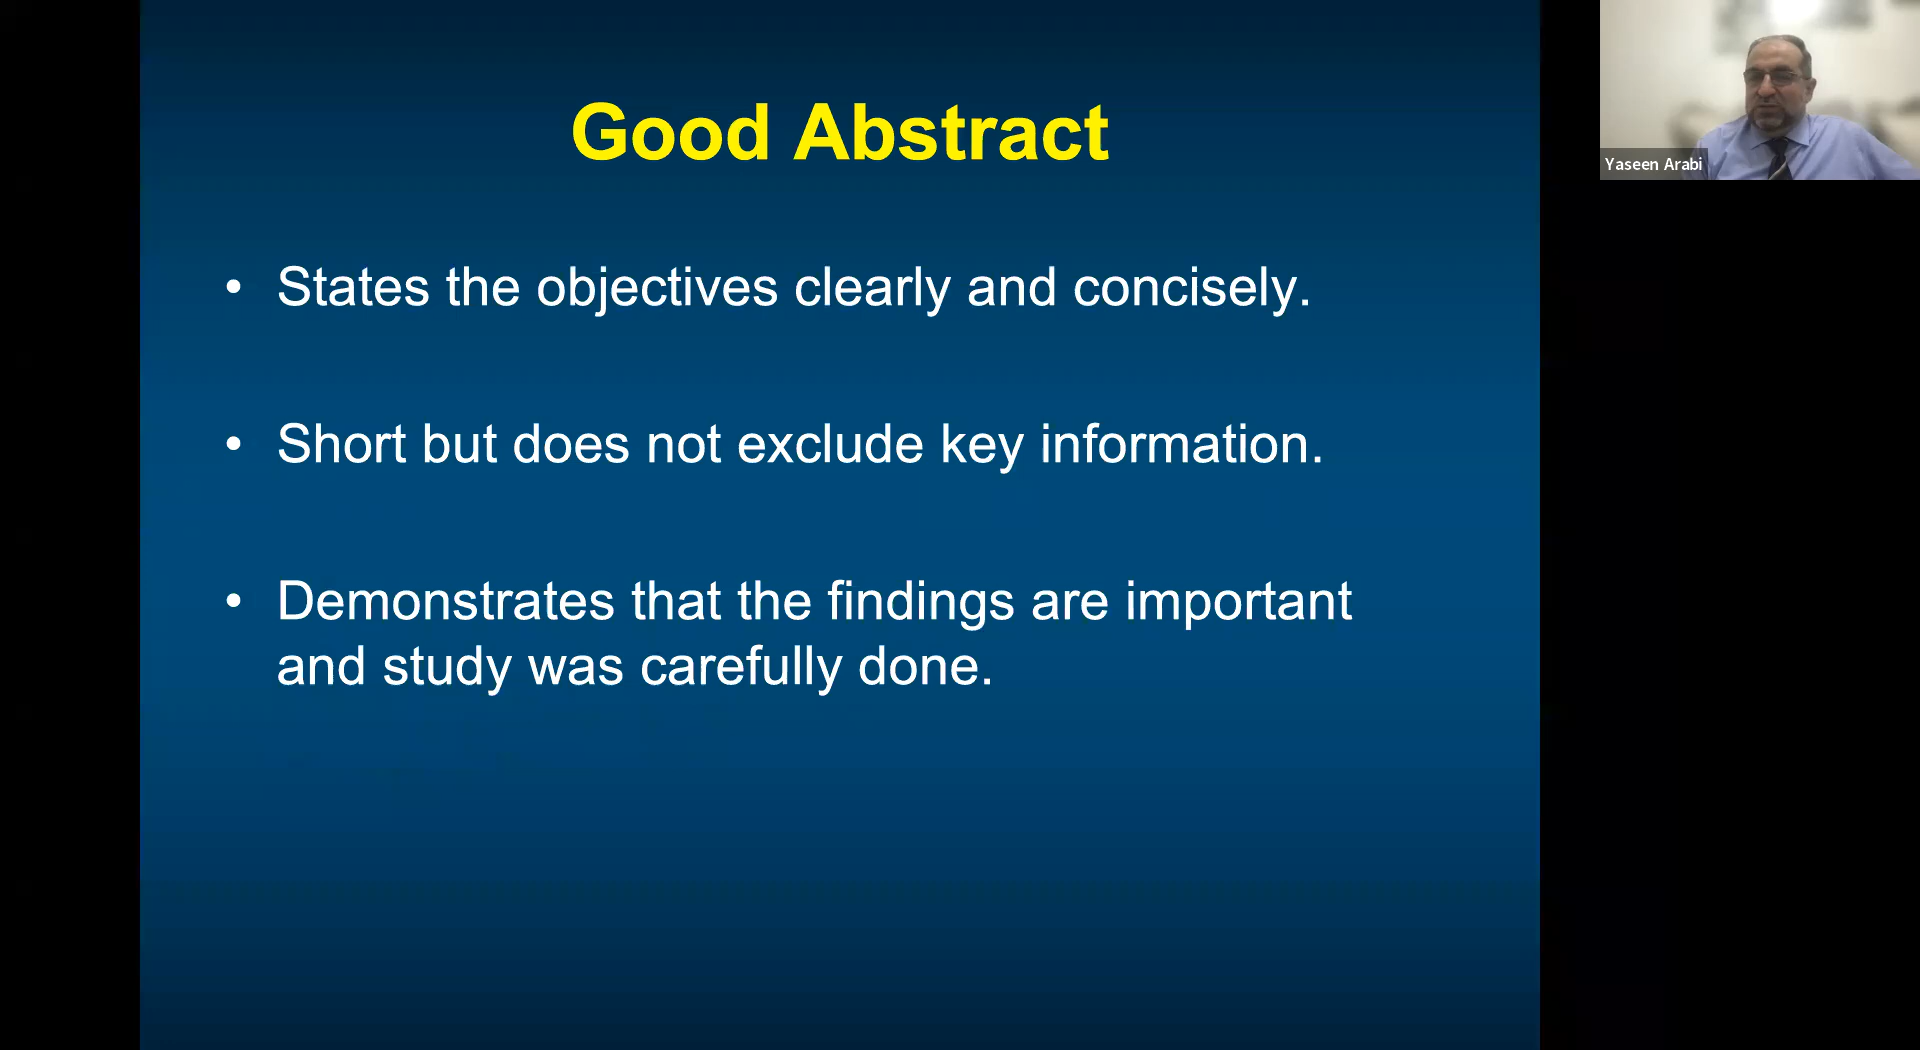 Good Abstract
• States the objectives clearly and concisely.
• Short but does not exclude key information.
• Demonstrates that the findings are important
and study was carefully done.
Yaseen Arabi